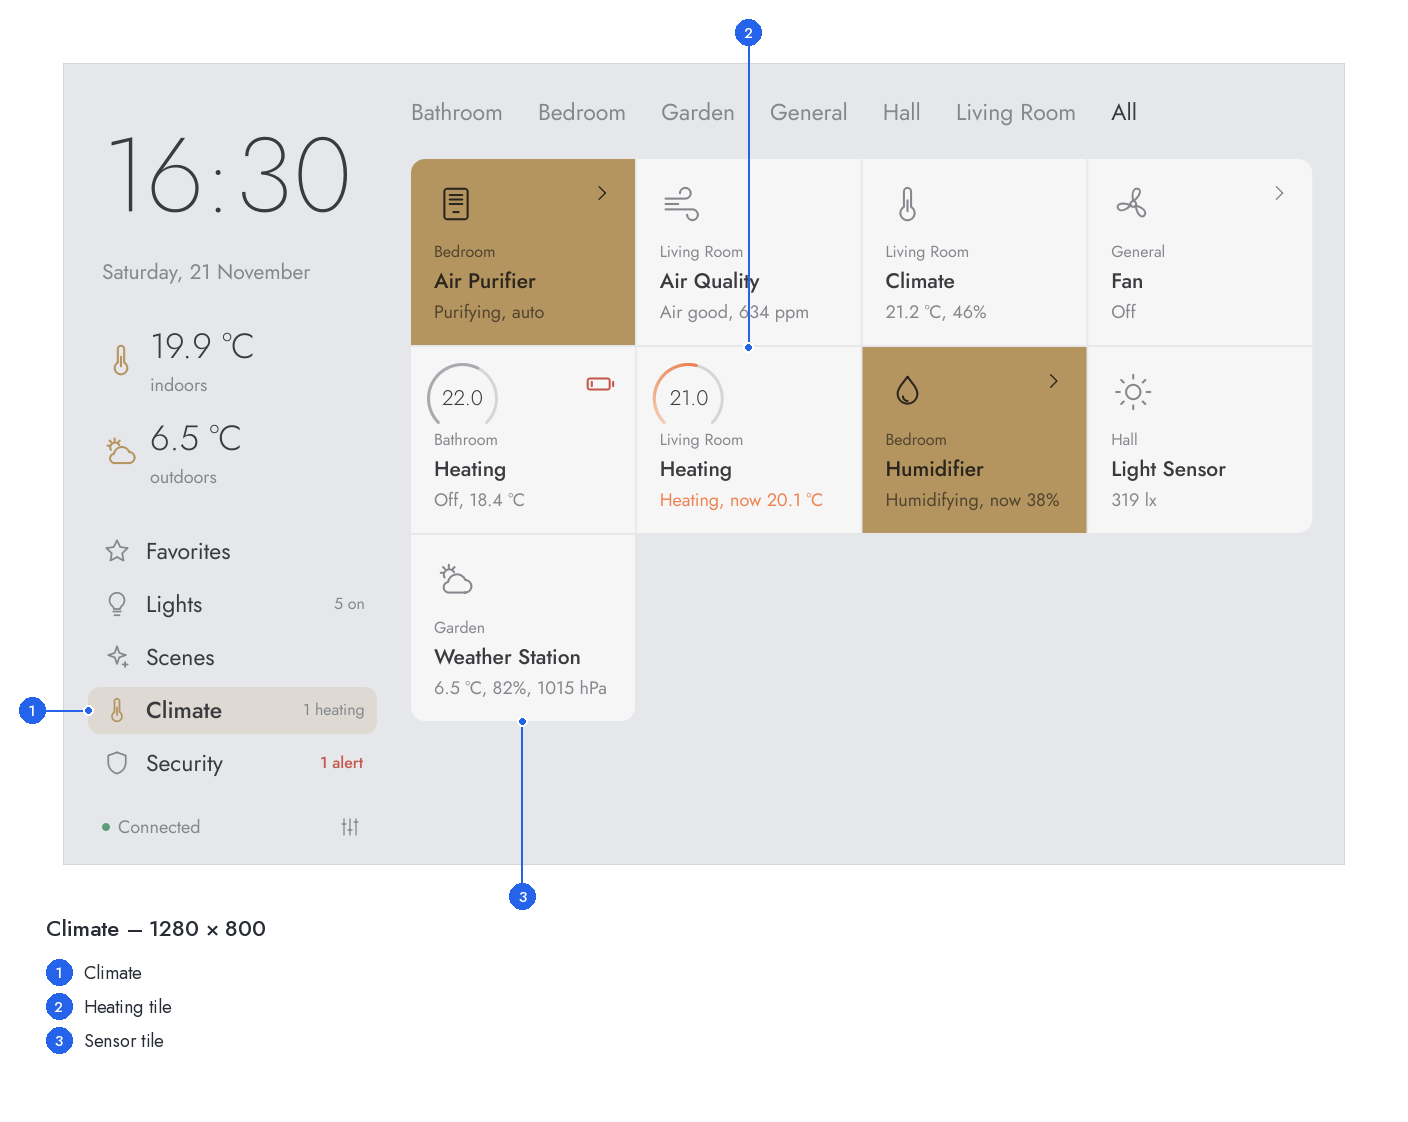 2
Bathroom Bedroom Garden General Hall Living Room All
16:30
Saturday, 21 November
19.9 °C
indoors
6.5 °C
outdoors
Favorites
Lights 5 on
Scenes
1
Climate 1 heating
Security 1 alert
Connected
Bedroom
Air Purifier
Purifying, auto
Living Room
Air Quality
Air good, 634 ppm
Living Room
Climate
21.2 °C, 46%
General
Fan
Off
22.0
Bathroom
Heating
Off, 18.4 °C
21.0
Living Room
Heating
Heating, now 20.1 °C
Bedroom
Humidifier
Humidifying, now 38%
Hall
Light Sensor
319 lx
Garden
Weather Station
6.5 °C, 82%, 1015 hPa
3
Climate – 1280 × 800
1 Climate
2 Heating tile
3 Sensor tile